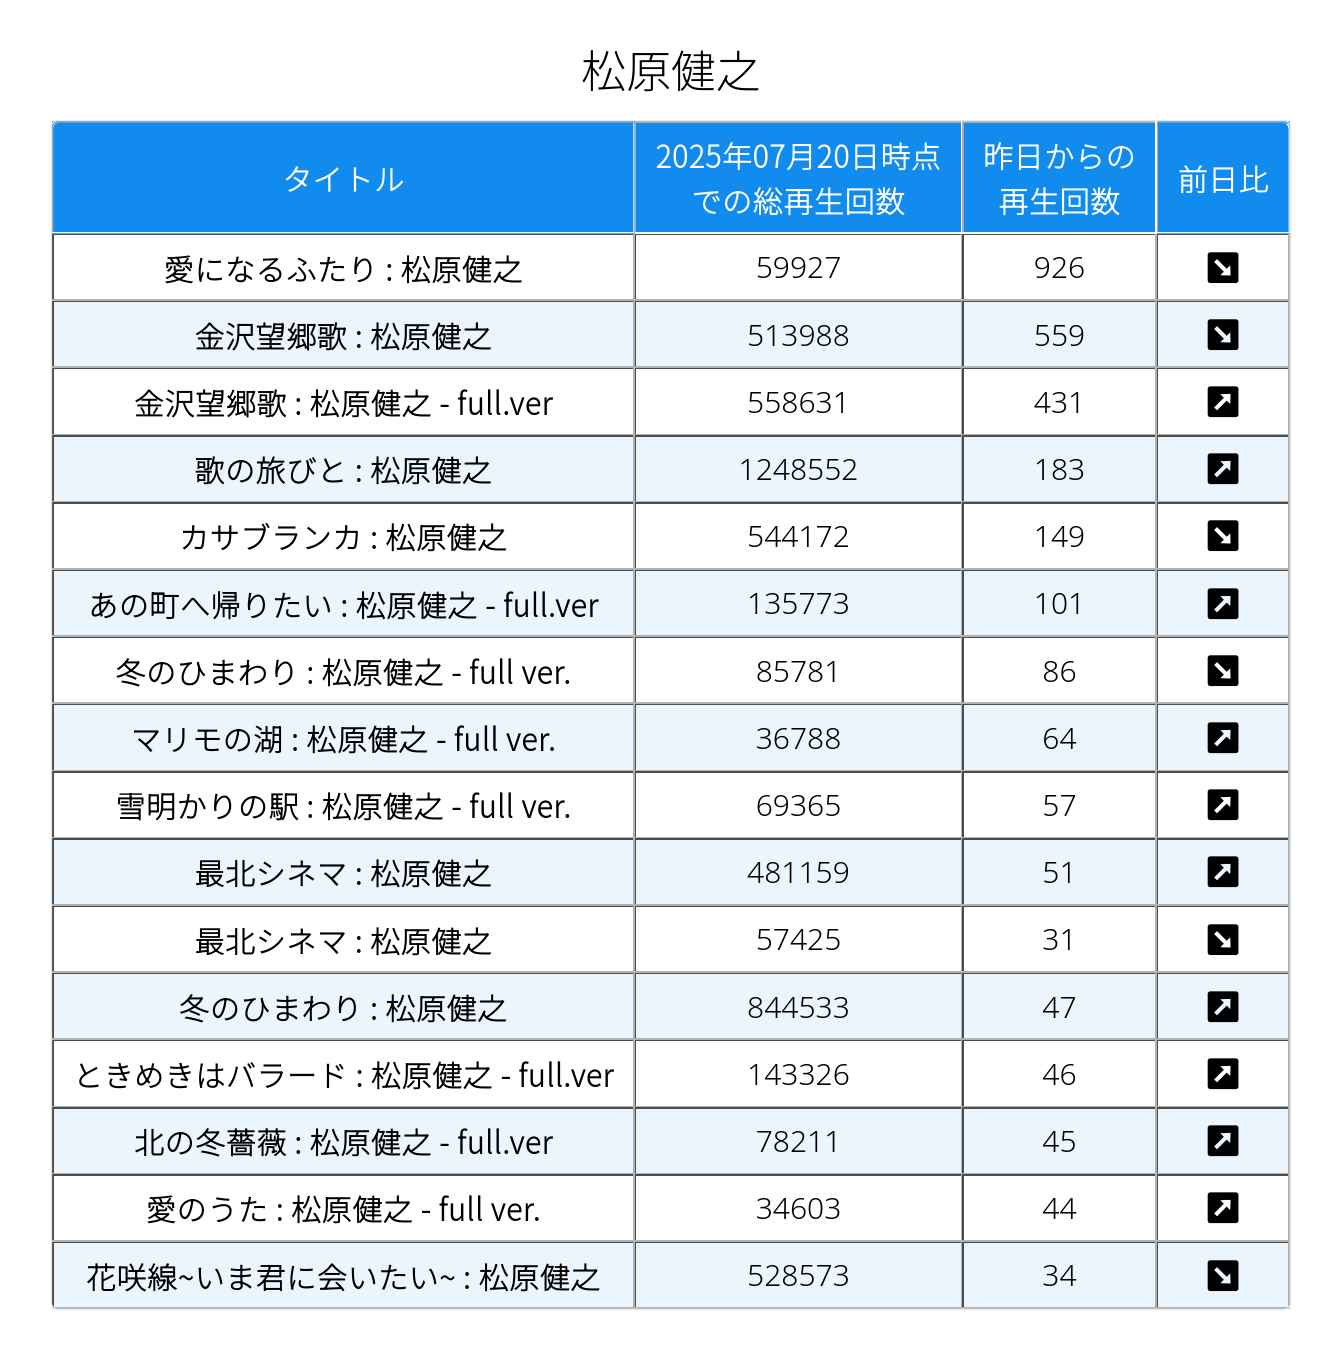 松原健之
タイトル
2025年07月20日時点
での総再生回数
昨日からの
再生回数
前日比
愛になるふたり : 松原健之 59927 926
金沢望郷歌 : 松原健之 513988 559
金沢望郷歌 : 松原健之 - full.ver 558631 431
歌の旅びと : 松原健之 1248552 183
カサブランカ : 松原健之 544172 149
あの町へ帰りたい : 松原健之 - full.ver 135773 101
冬のひまわり : 松原健之 - full ver. 85781 86
マリモの湖 : 松原健之 - full ver. 36788 64
雪明かりの駅 : 松原健之 - full ver. 69365 57
最北シネマ : 松原健之 481159 51
最北シネマ : 松原健之 57425 31
冬のひまわり : 松原健之 844533 47
ときめきはバラード : 松原健之 - full.ver 143326 46
北の冬薔薇 : 松原健之 - full.ver 78211 45
愛のうた : 松原健之 - full ver. 34603 44
花咲線~いま君に会いたい~ : 松原健之 528573 34